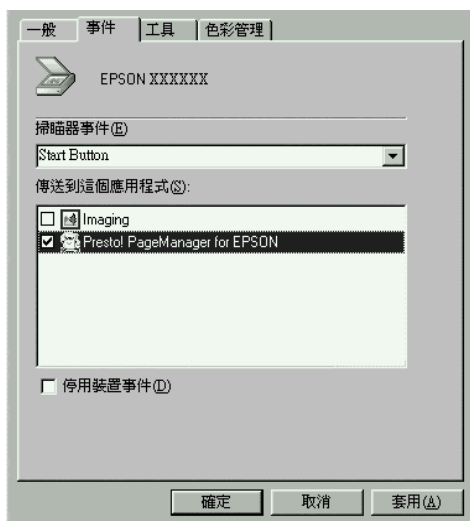 一般 事件 工具 色彩管理
EPSON XXXXXX
掃瞄器事件(E)
Start Button
傳送到這個應用程式(S):
Imaging
Presto! PageManager for EPSON
停用裝置事件(D)
確定 取消 套用(A)